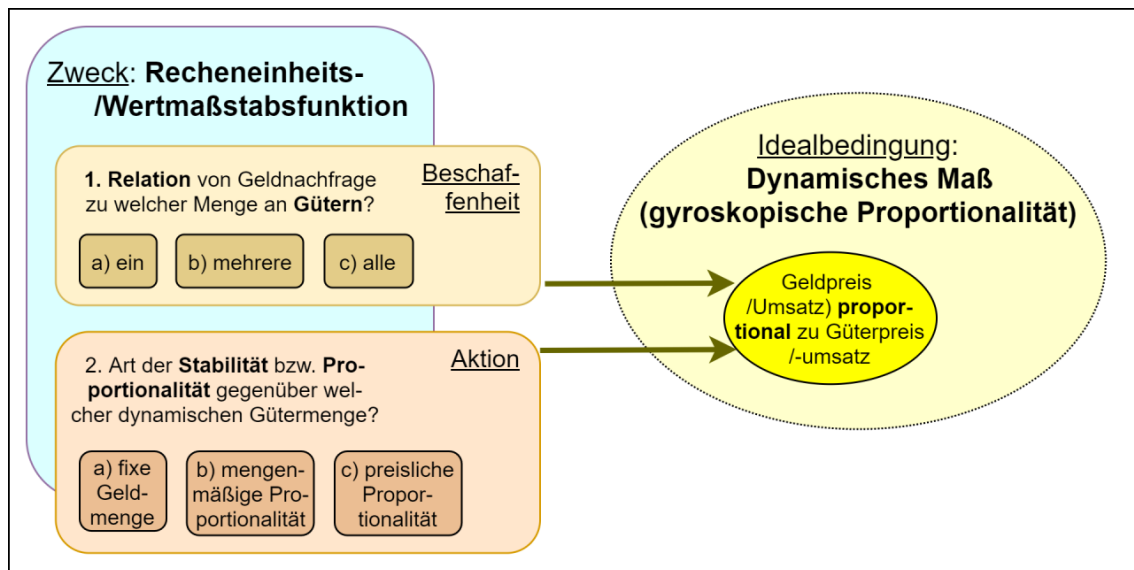 Zweck: Recheneinheits-
/Wertmaßstabsfunktion
1. Relation von Geldnachfrage
zu welcher Menge an Gütern?
Beschaf-
fenheit
a) ein
b) mehrere
c) alle
2. Art der Stabilität bzw. Pro-
portionalität gegenüber wel-
cher dynamischen Gütermenge?
Aktion
a) fixe
Geld-
menge
b) mengen-
mäßige Pro-
portionalität
c) preisliche
Propor-
tionalität
Idealbedingung:
Dynamisches Maß
(gyroskopische Proportionalität)
Geldpreis
/Umsatz) propor-
tional zu Güterpreis
/-umsatz